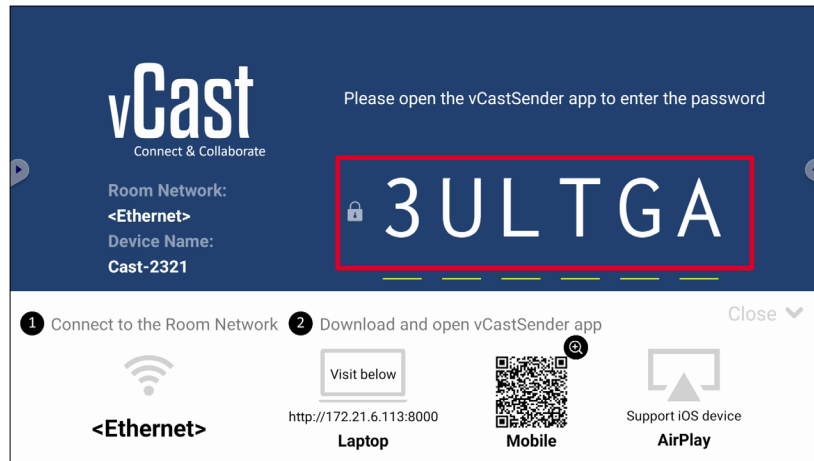 vCast
Connect & Collaborate
Please open the vCastSender app to enter the password
Room Network:
<Ethernet>
Device Name:
Cast-2321
3ULTGA
Close
1 Connect to the Room Network
2 Download and open vCastSender app
<Ethernet>
Visit below
http://172.21.6.113:8000
Laptop
Mobile
Support iOS device
AirPlay